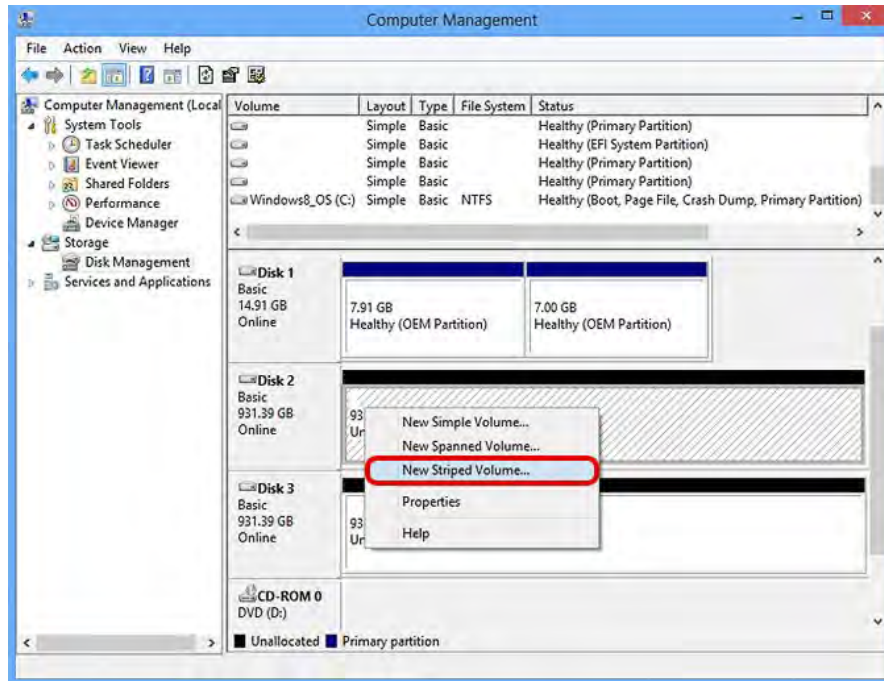 Computer Management
File Action View Help
Computer Management (Local
System Tools
Task Scheduler
Event Viewer
Shared Folders
Performance
Device Manager
Storage
Disk Management
Services and Applications
Volume Layout Type File System Status
Simple Basic Healthy (Primary Partition)
Simple Basic Healthy (EFI System Partition)
Simple Basic Healthy (Primary Partition)
Simple Basic Healthy (Primary Partition)
Windows8_OS (C:) Simple Basic NTFS Healthy (Boot, Page File, Crash Dump, Primary Partition)
Disk 1
Basic
14.91 GB
Online
7.91 GB
Healthy (OEM Partition)
7.00 GB
Healthy (OEM Partition)
Disk 2
Basic
931.39 GB
Online
93
Un
New Simple Volume...
New Spanned Volume...
New Striped Volume...
Properties
Help
Disk 3
Basic
931.39 GB
Online
93
Un
CD-ROM 0
DVD (D:)
Unallocated Primary partition